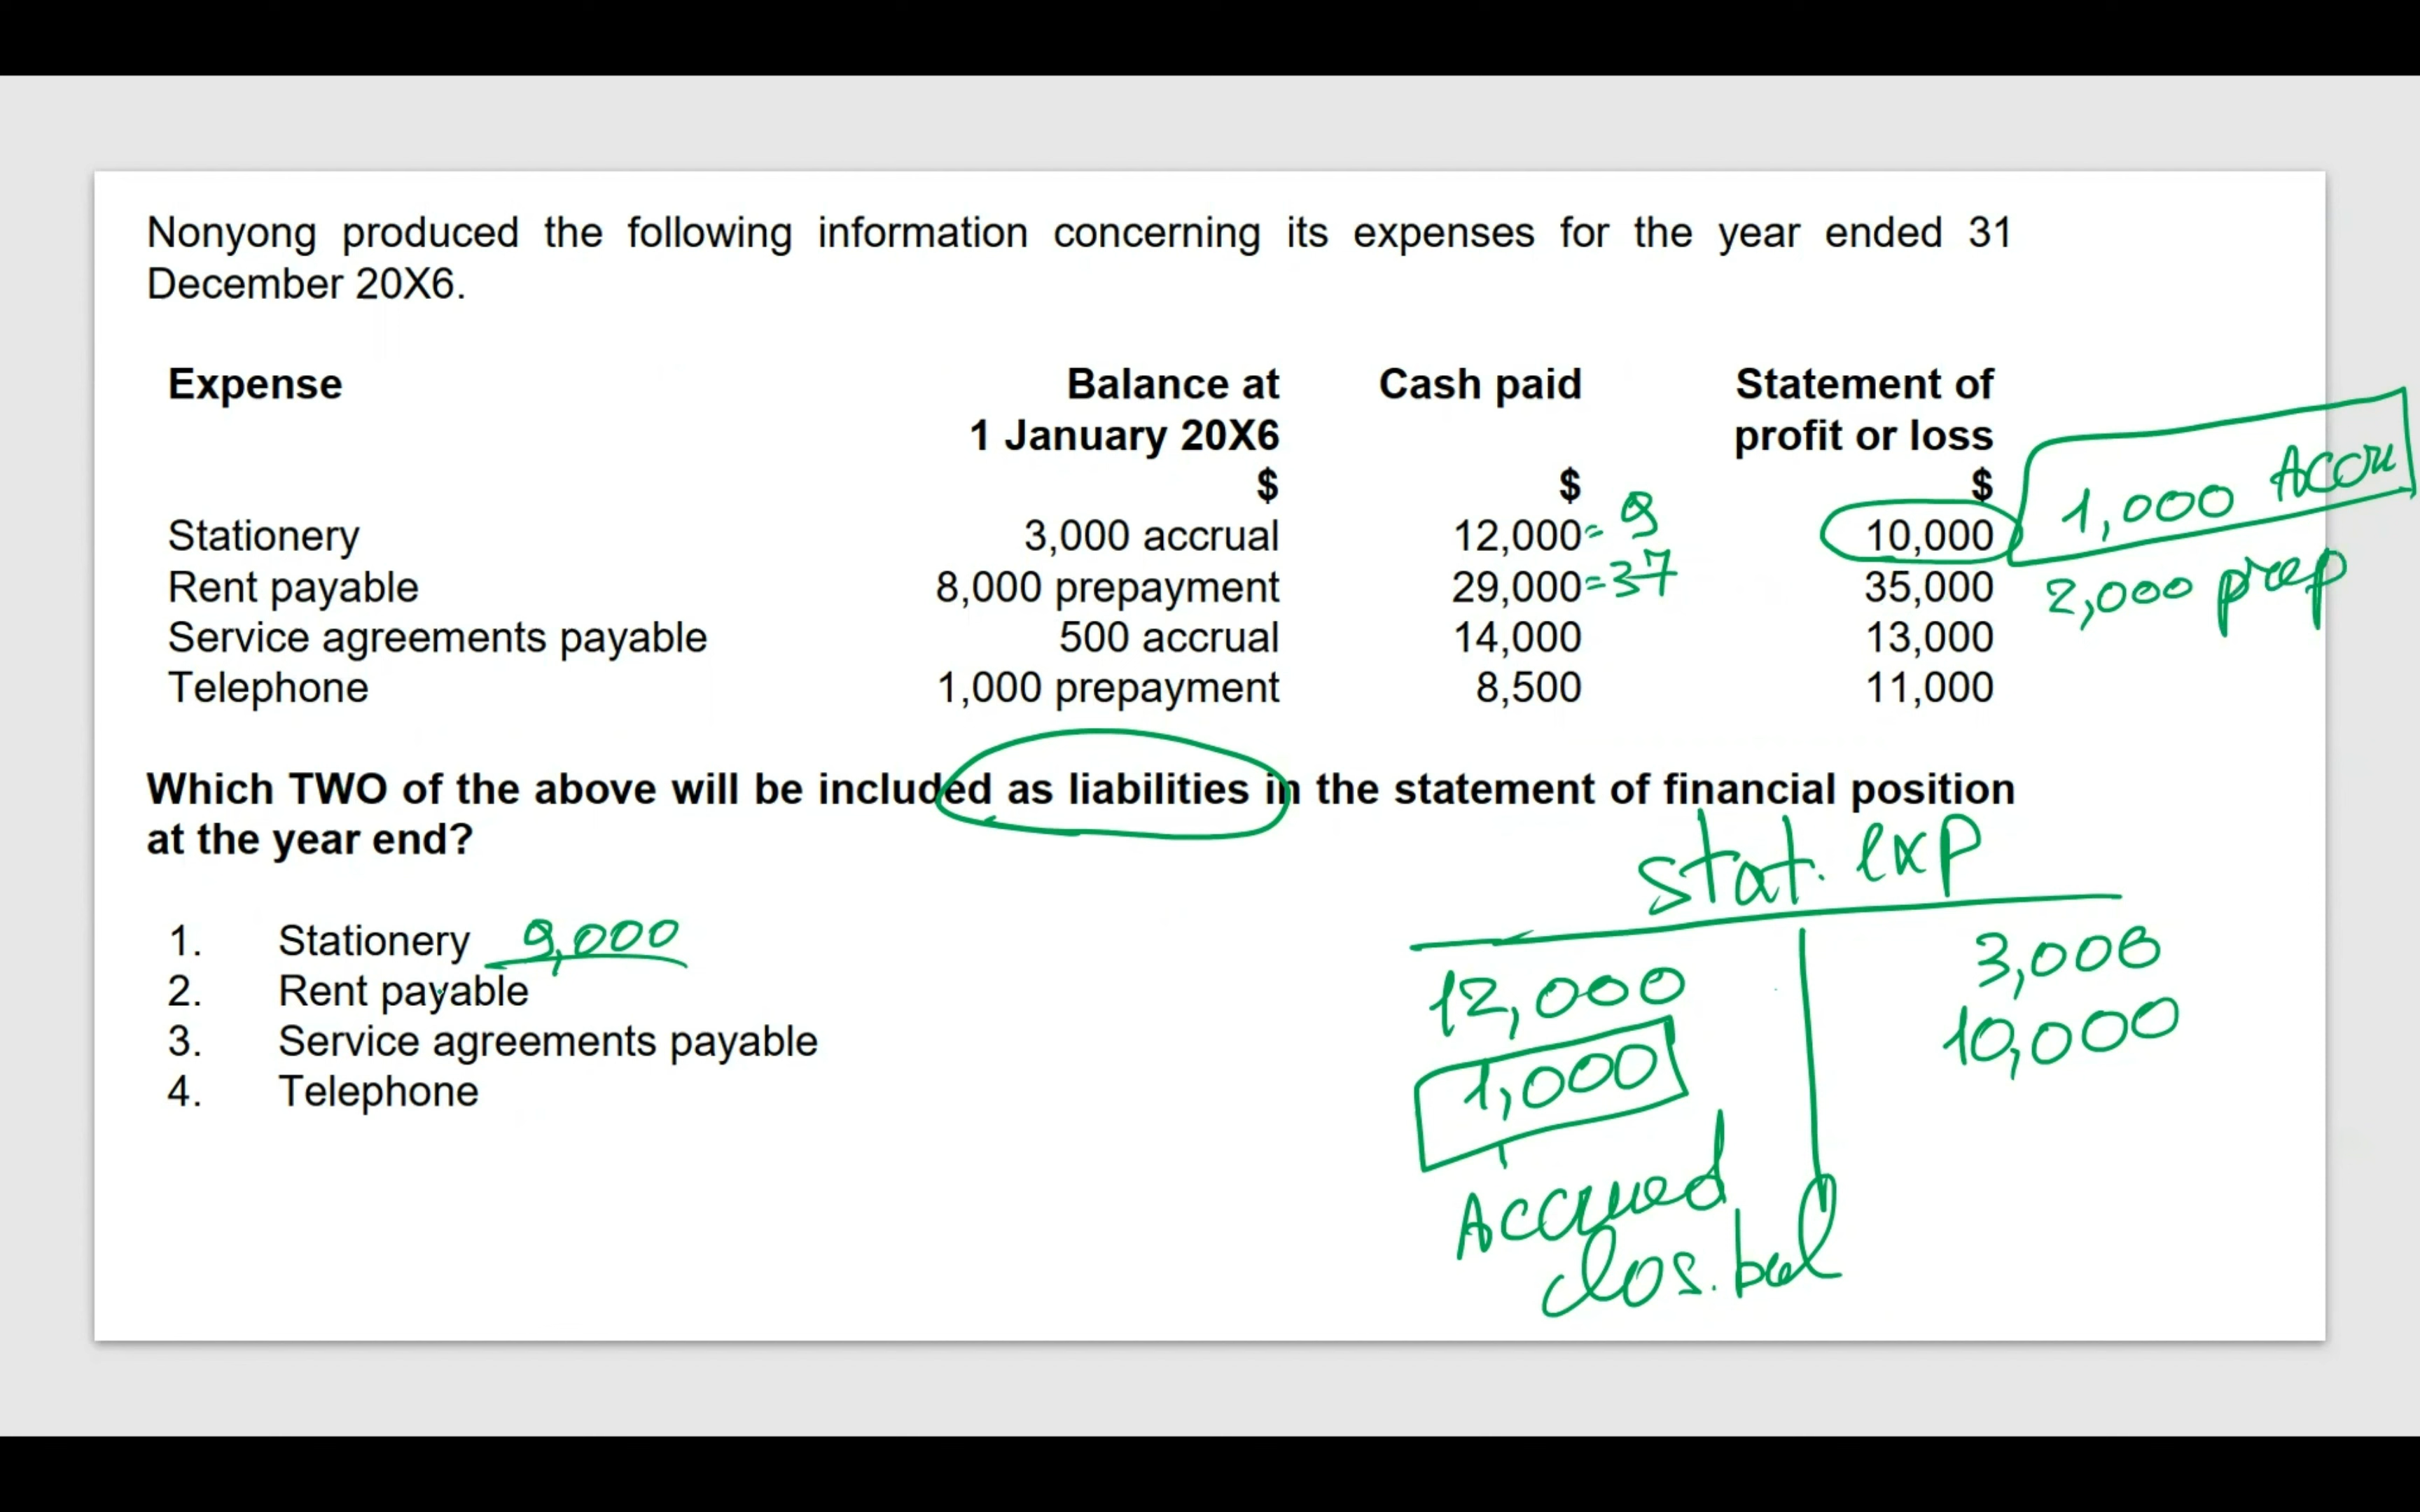 Nonyong produced the following information concerning its expenses for the year ended 31
December 20X6.
Expense Balance at Cash paid Statement of
1 January 20X6 profit or loss
$ $ $
1,000 Accru
Stationery 3,000 accrual 12,000 = 9 10,000
Rent payable 8,000 prepayment 29,000 = 37 35,000 2,000 prep
Service agreements payable 500 accrual 14,000 13,000
Telephone 1,000 prepayment 8,500 11,000
Which TWO of the above will be included as liabilities in the statement of financial position
at the year end?
1. Stationery 9,000
2. Rent payable
3. Service agreements payable
4. Telephone
stat. exp
12,000 3,000
1,000 10,000
Accrued
clos. bal